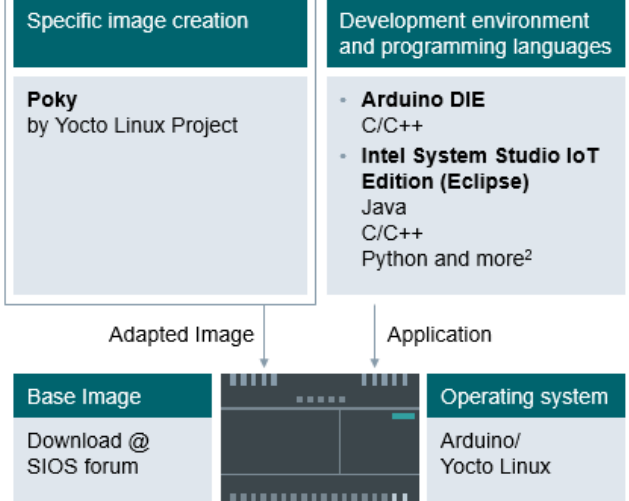 Specific image creation
Poky
by Yocto Linux Project
Development environment
and programming languages
• Arduino DIE
C/C++
• Intel System Studio IoT
Edition (Eclipse)
Java
C/C++
Python and more²
Adapted Image
Application
Base Image
Download @
SIOS forum
Operating system
Arduino/
Yocto Linux